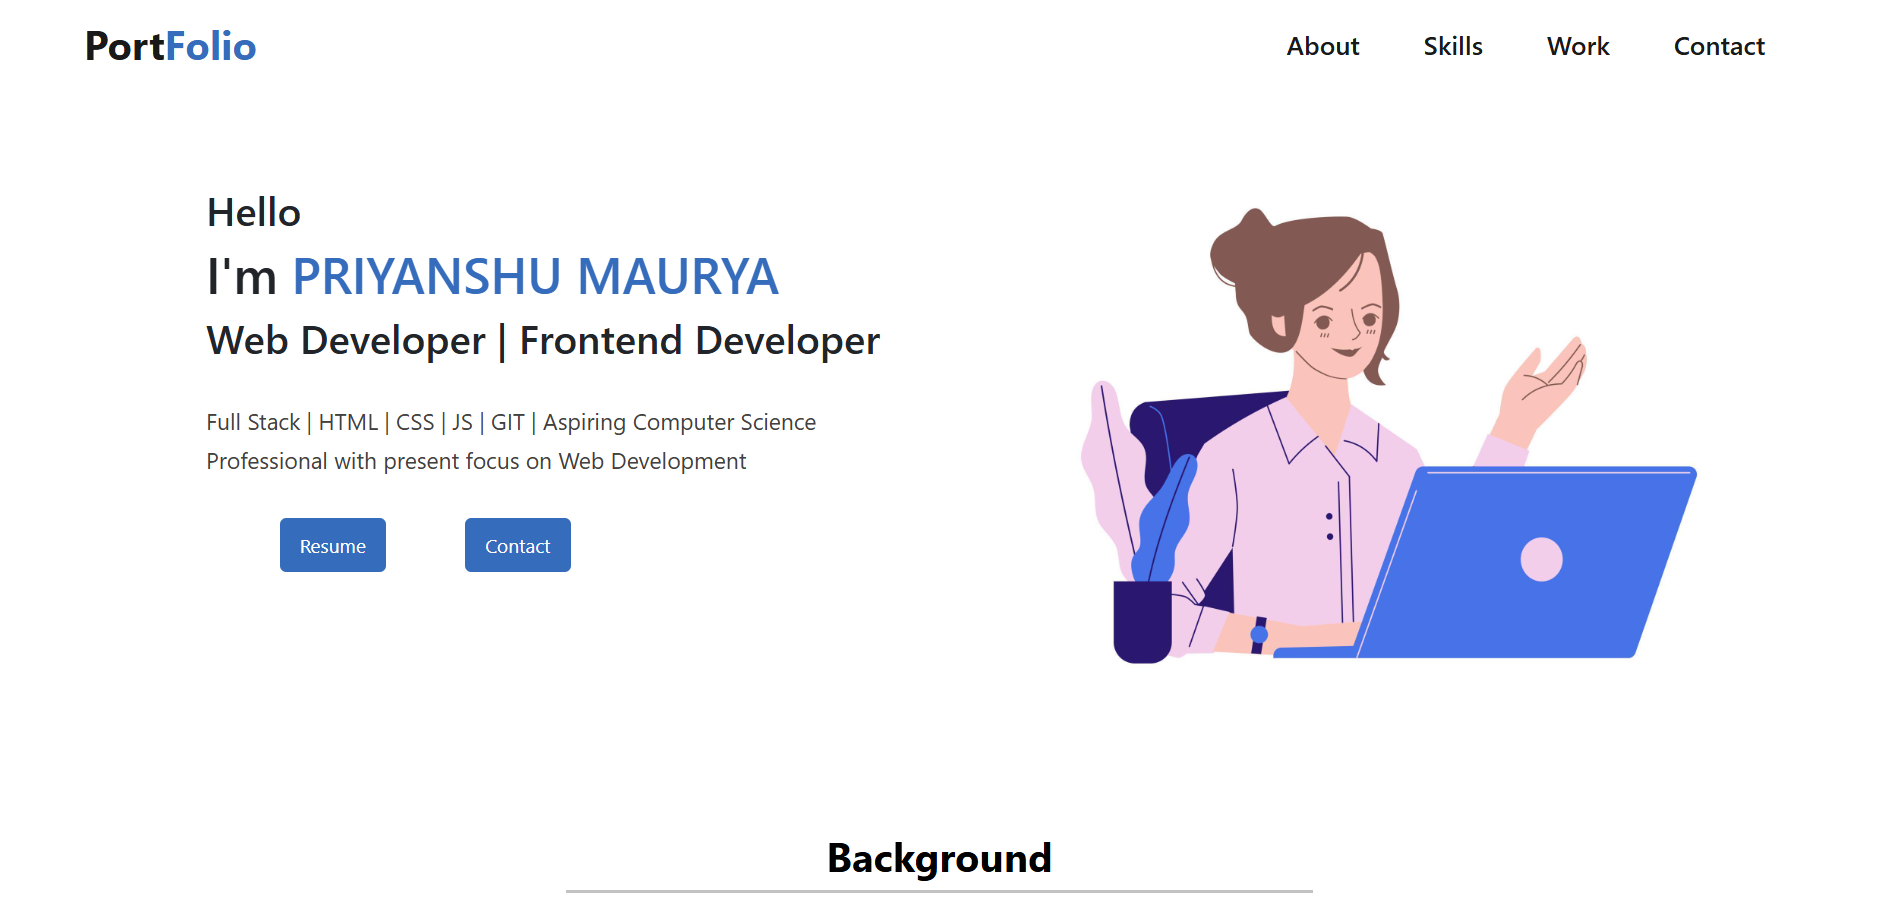 PortFolio
About Skills Work Contact
Hello
I'm PRIYANSHU MAURYA
Web Developer | Frontend Developer
Full Stack | HTML | CSS | JS | GIT | Aspiring Computer Science
Professional with present focus on Web Development
Resume Contact
Background